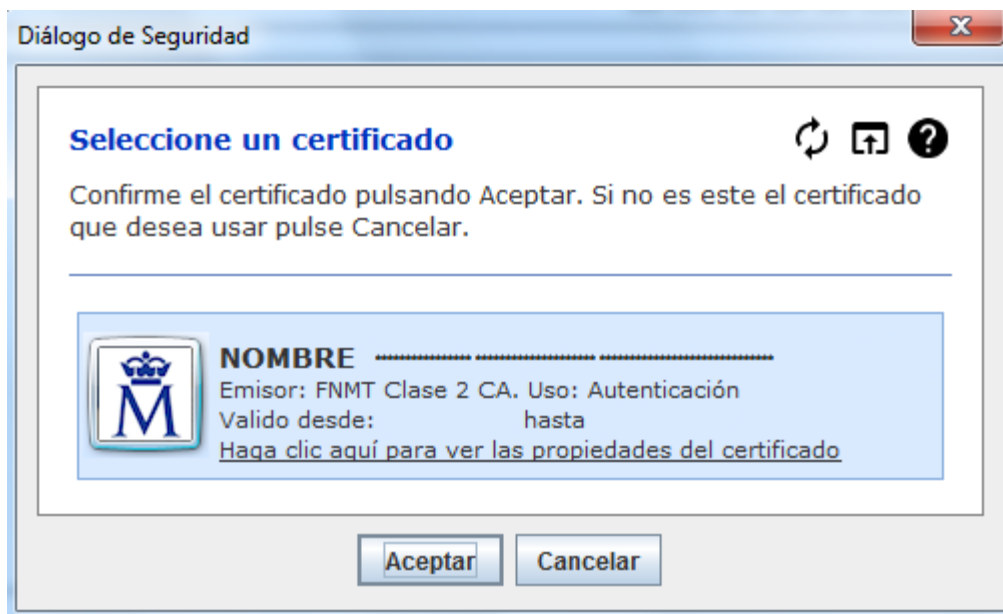 Diálogo de Seguridad
Seleccione un certificado
Confirme el certificado pulsando Aceptar. Si no es este el certificado
que desea usar pulse Cancelar.
NOMBRE
Emisor: FNMT Clase 2 CA. Uso: Autenticación
Valido desde: hasta
Haga clic aquí para ver las propiedades del certificado
Aceptar Cancelar